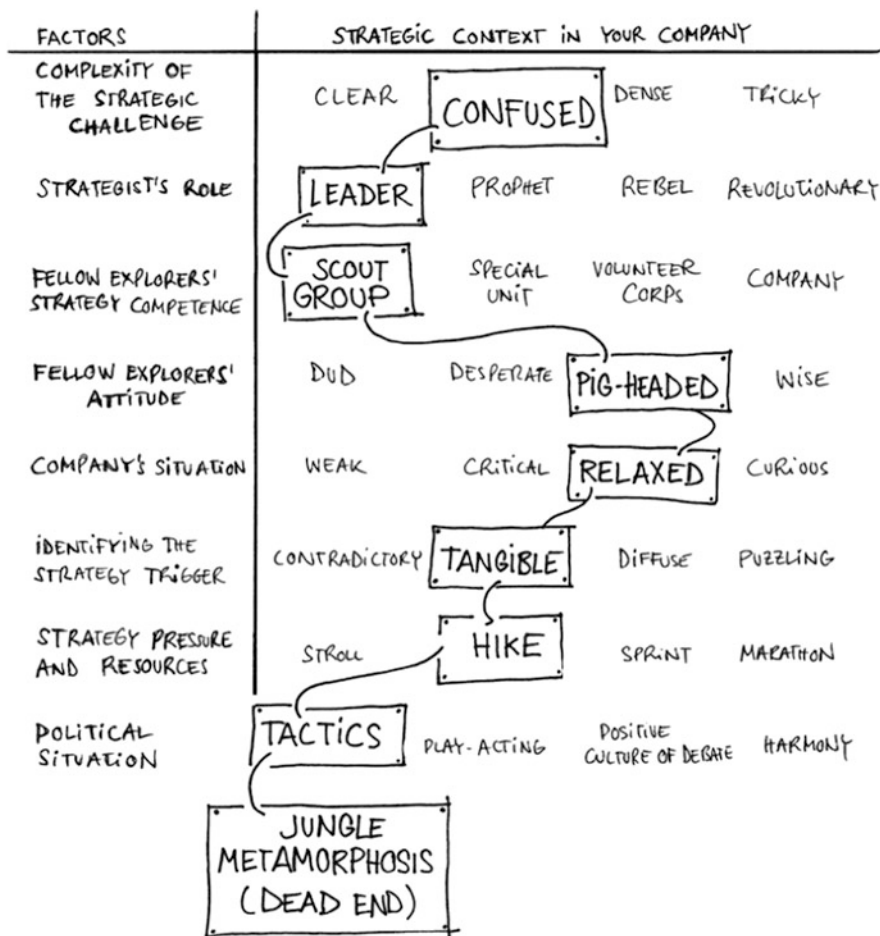 FACTORS STRATEGIC CONTEXT IN YOUR COMPANY
COMPLEXITY OF
THE STRATEGIC
CHALLENGE
CLEAR CONFUSED DENSE TRICKY
STRATEGIST'S ROLE LEADER PROPHET REBEL REVOLUTIONARY
FELLOW EXPLORERS'
STRATEGY COMPETENCE
SCOUT
GROUP
SPECIAL
UNIT
VOLUNTEER
CORPS
COMPANY
FELLOW EXPLORERS'
ATTITUDE
DUD DESPERATE PIG-HEADED WISE
COMPANY'S SITUATION WEAK CRITICAL RELAXED CURIOUS
IDENTIFYING THE
STRATEGY TRIGGER
CONTRADICTORY TANGIBLE DIFFUSE PUZZLING
STRATEGY PRESSURE
AND RESOURCES
STROLL HIKE SPRINT MARATHON
POLITICAL
SITUATION
TACTICS PLAY-ACTING
POSITIVE
CULTURE OF DEBATE
HARMONY
JUNGLE
METAMORPHOSIS
(DEAD END)